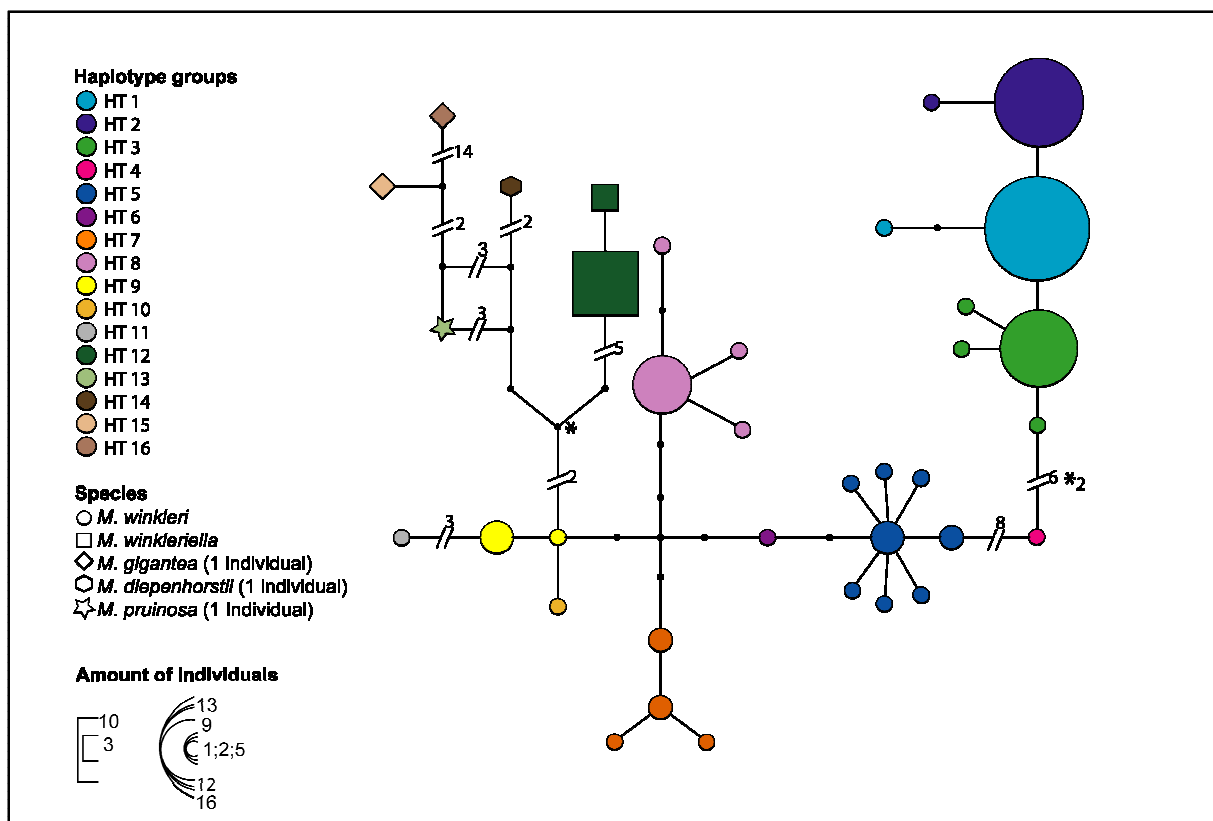 Haplotype groups
HT 1
HT 2
HT 3
HT 4
HT 5
HT 6
HT 7
HT 8
HT 9
HT 10
HT 11
HT 12
HT 13
HT 14
HT 15
HT 16
Species
M. winkleri
M. winkleriella
M. gigantea (1 Individual)
M. diepenhorstii (1 Individual)
M. pruinosa (1 Individual)
Amount of Individuals
10
3
13
9
1;2;5
12
16
14
2
2
3
3
5
*
2
3
8
6 *2